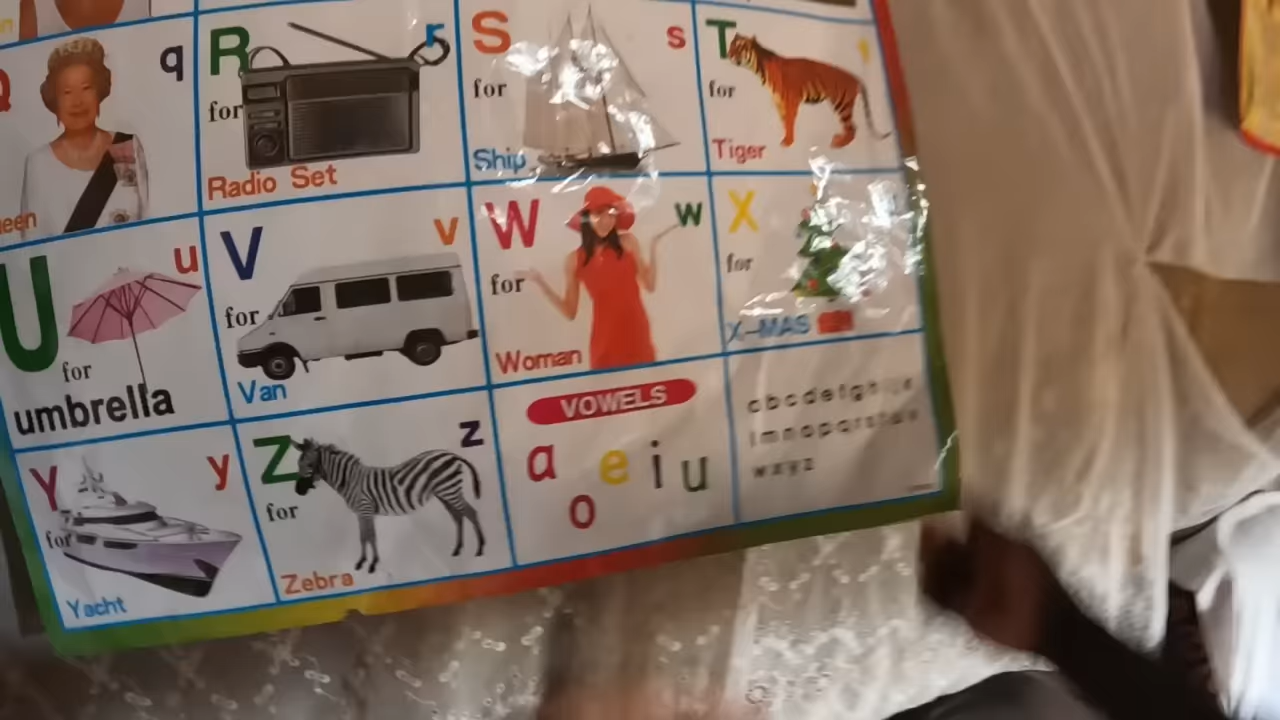 q
R r
for
Radio Set
S s
for
Ship
T
for
Tiger
U u
for
umbrella
V v
for
Van
W w
for
Woman
X
for
X-MAS
Y y
for
Yacht
Z z
for
Zebra
VOWELS
a e i u
o